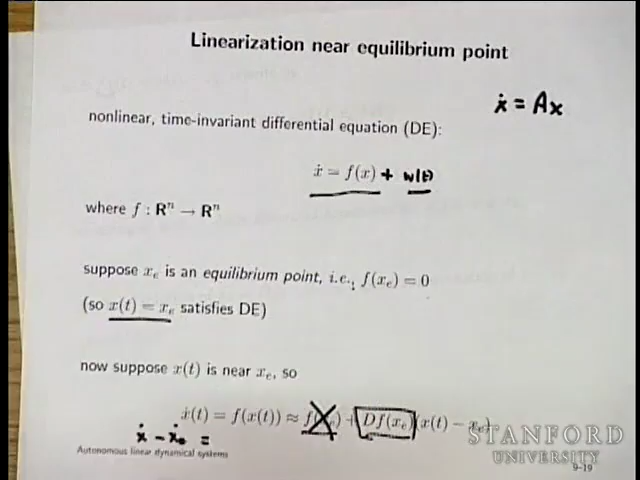 Linearization near equilibrium point
ẋ = Ax
nonlinear, time-invariant differential equation (DE):
ẋ = f(x) + w(t)
where f : Rⁿ → Rⁿ
suppose xₑ is an equilibrium point, i.e., f(xₑ) = 0
(so x(t) = xₑ satisfies DE)
now suppose x(t) is near xₑ, so
ẋ(t) = f(x(t)) ≈ f(xₑ) + Df(xₑ)(x(t) − xₑ)
ẋ − ẋₑ =
STANFORD
UNIVERSITY
Autonomous linear dynamical systems
9-19